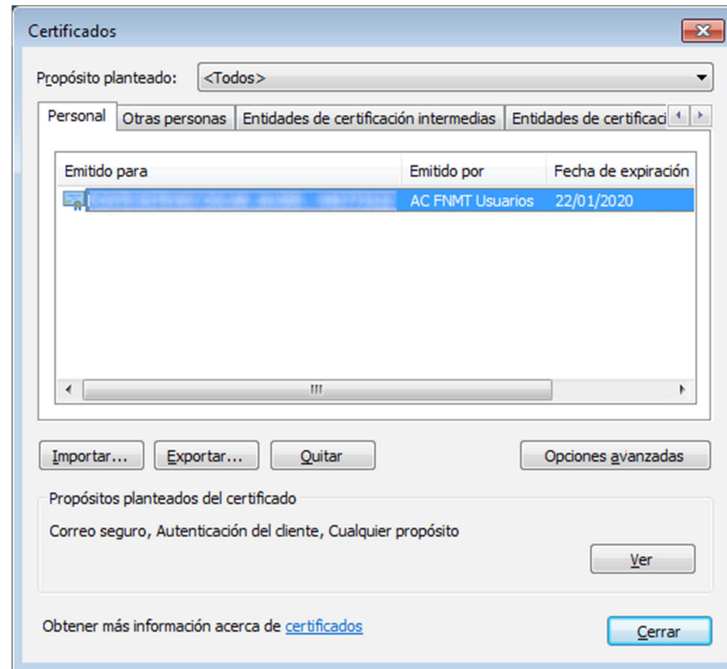 Certificados
Propósito planteado: <Todos>
Personal Otras personas Entidades de certificación intermedias Entidades de certificaci
Emitido para Emitido por Fecha de expiración
AC FNMT Usuarios 22/01/2020
Importar... Exportar... Quitar Opciones avanzadas
Propósitos planteados del certificado
Correo seguro, Autenticación del cliente, Cualquier propósito
Ver
Obtener más información acerca de certificados
Cerrar